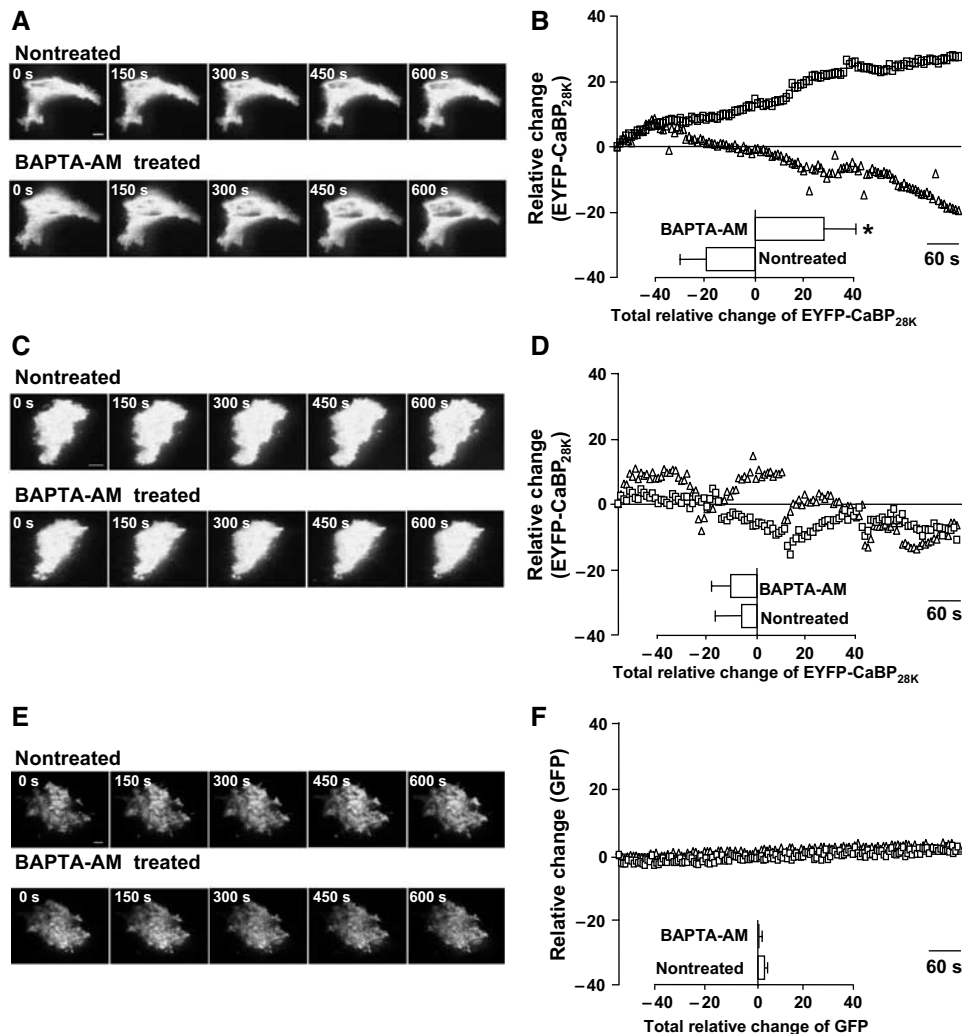 A
Nontreated
0 s 150 s 300 s 450 s 600 s
BAPTA-AM treated
0 s 150 s 300 s 450 s 600 s
B
Relative change
(EYFP-CaBP28K)
40
20
0
−20
−40
BAPTA-AM
*
Nontreated
60 s
−40 −20 0 20 40
Total relative change of EYFP-CaBP28K
C
Nontreated
0 s 150 s 300 s 450 s 600 s
BAPTA-AM treated
0 s 150 s 300 s 450 s 600 s
D
Relative change
(EYFP-CaBP28K)
40
20
0
−20
−40
BAPTA-AM
Nontreated
60 s
−40 −20 0 20 40
Total relative change of EYFP-CaBP28K
E
Nontreated
0 s 150 s 300 s 450 s 600 s
BAPTA-AM treated
0 s 150 s 300 s 450 s 600 s
F
Relative change (GFP)
40
20
0
−20
−40
BAPTA-AM
Nontreated
60 s
−40 −20 0 20 40
Total relative change of GFP